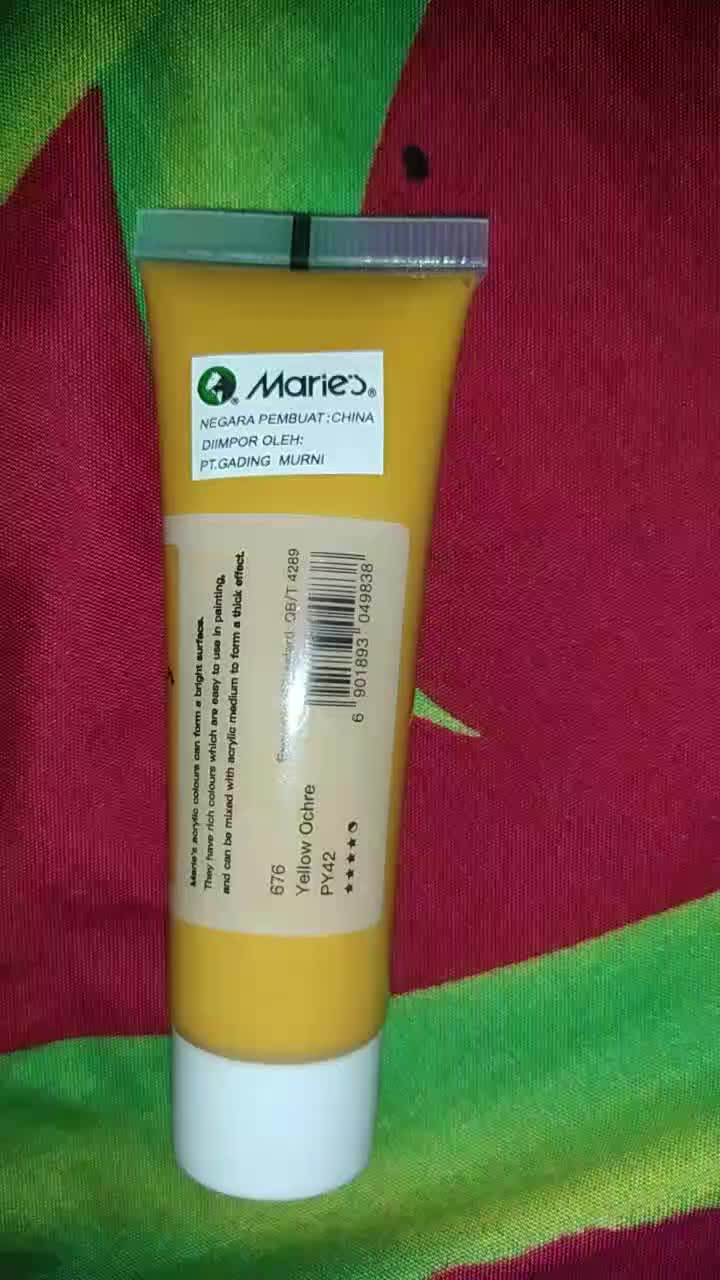 Marie's®
NEGARA PEMBUAT:CHINA
DIIMPOR OLEH:
PT.GADING MURNI
Marie's acrylic colours can form a bright surface.
They have rich colours which are easy to use in painting,
and can be mixed with acrylic medium to form a thick effect.
QB/T 4289
6 901893 049838
676
Yellow Ochre
PY42
★★★★